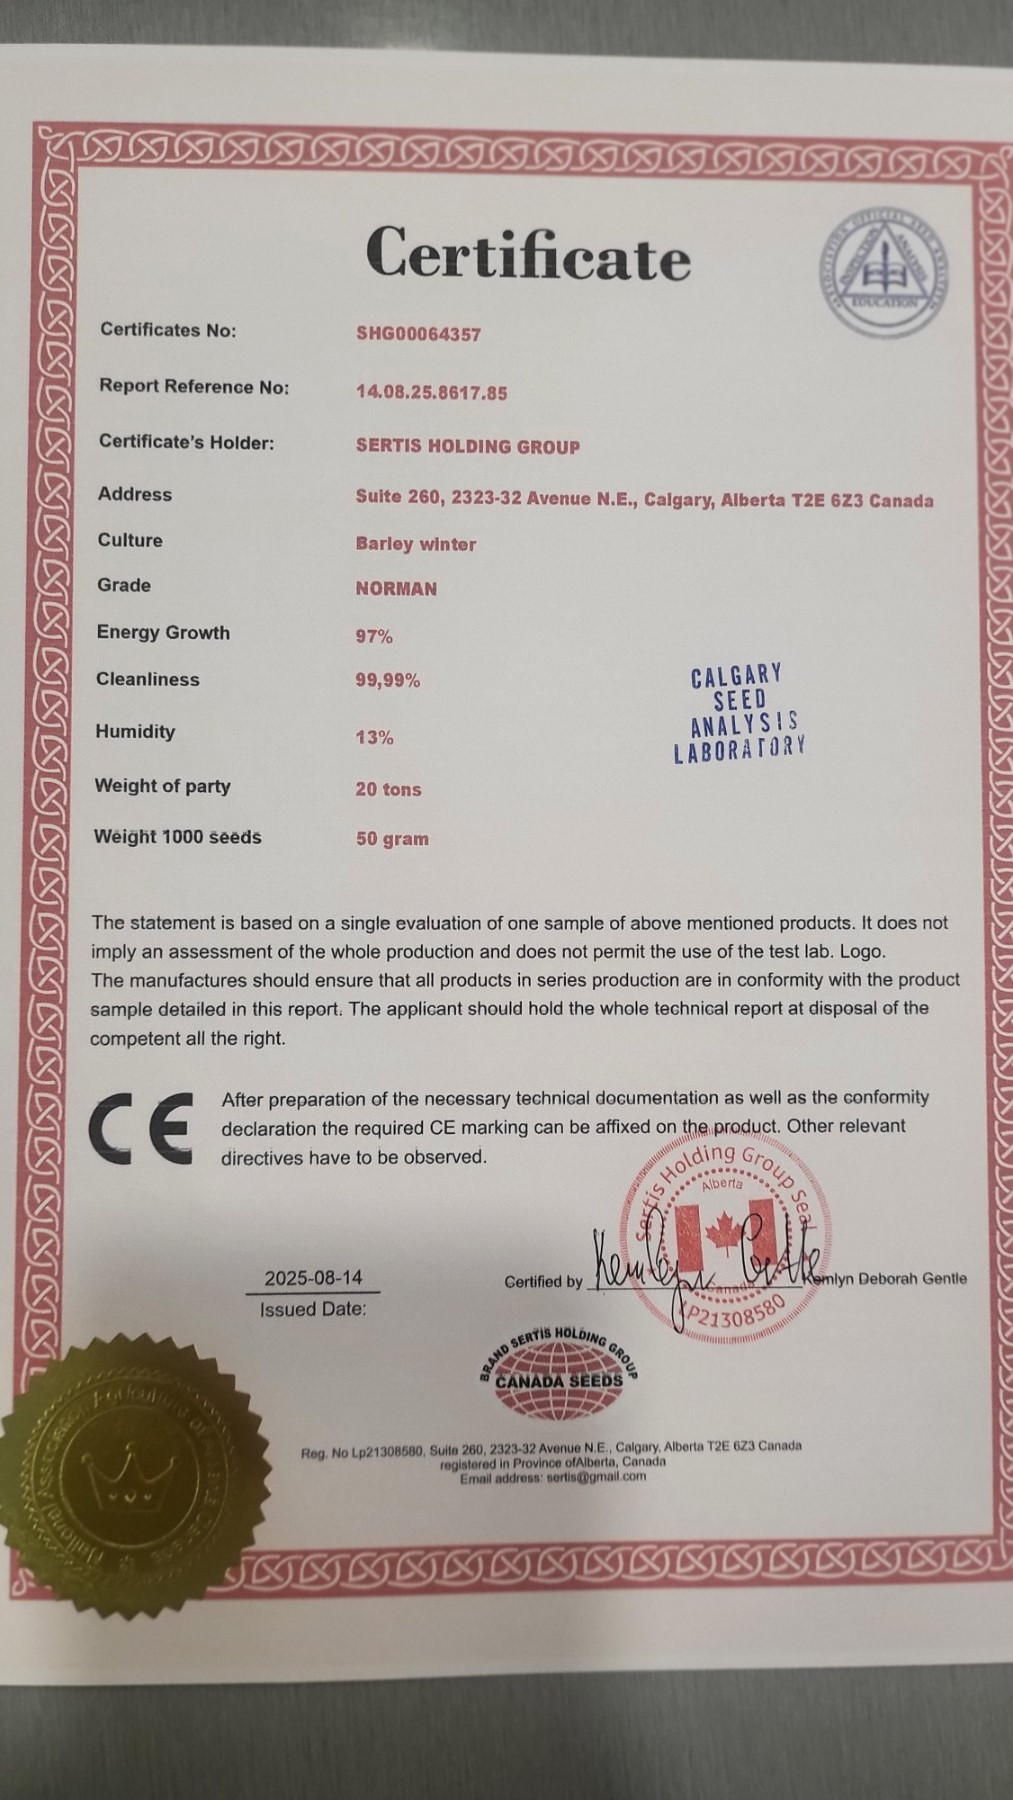 Certificate
ASSOCIATION OFFICIAL SEED ANALYSTS
INSPECTION
ANALYSIS
EDUCATION
Certificates No: SHG00064357
Report Reference No: 14.08.25.8617.85
Certificate's Holder: SERTIS HOLDING GROUP
Address Suite 260, 2323-32 Avenue N.E., Calgary, Alberta T2E 6Z3 Canada
Culture Barley winter
Grade NORMAN
Energy Growth 97%
Cleanliness 99,99%
Humidity 13%
Weight of party 20 tons
Weight 1000 seeds 50 gram
CALGARY
SEED
ANALYSIS
LABORATORY
The statement is based on a single evaluation of one sample of above mentioned products. It does not
imply an assessment of the whole production and does not permit the use of the test lab. Logo.
The manufactures should ensure that all products in series production are in conformity with the product
sample detailed in this report. The applicant should hold the whole technical report at disposal of the
competent all the right.
CE
After preparation of the necessary technical documentation as well as the conformity
declaration the required CE marking can be affixed on the product. Other relevant
directives have to be observed.
Sertis Holding Group Seal
Alberta
Canada
LP21308580
2025-08-14
Issued Date:
Certified by Kemlyn Deborah Gentle
BRAND SERTIS HOLDING GROUP
CANADA SEEDS
Reg. No Lp21308580, Suite 260, 2323-32 Avenue N.E., Calgary, Alberta T2E 6Z3 Canada
registered in Province ofAlberta, Canada
Email address: sertis@gmail.com
National Association Agriculture of